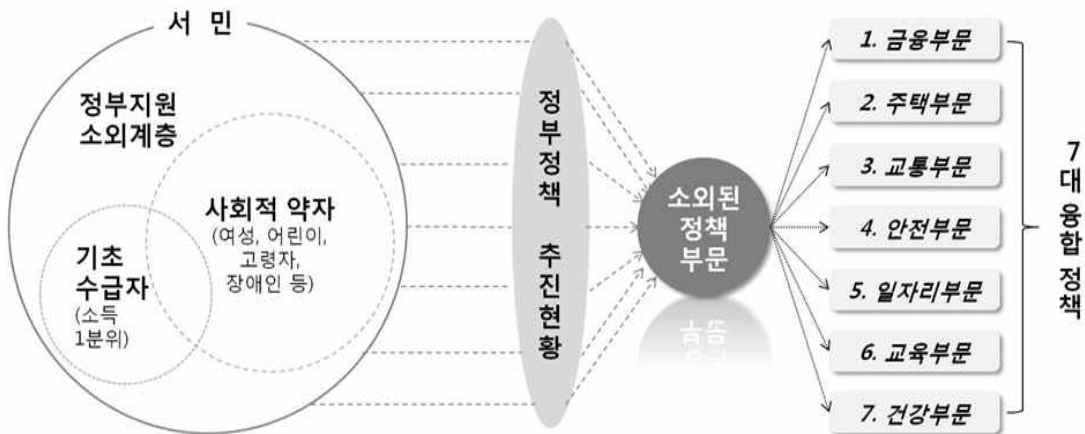 서 민
정부지원
소외계층
사회적 약자
(여성, 어린이,
고령자,
장애인 등)
기초
수급자
(소득
1분위)
정부정책 추진현황
소외된
정책
부문
1. 금융부문
2. 주택부문
3. 교통부문
4. 안전부문
5. 일자리부문
6. 교육부문
7. 건강부문
7대 융합 정책